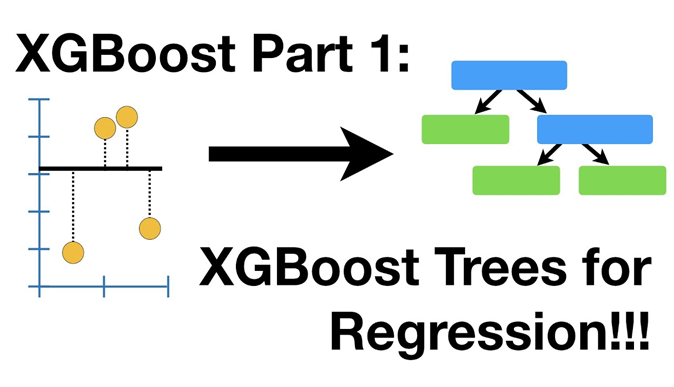 XGBoost Part 1:
XGBoost Trees for
Regression!!!